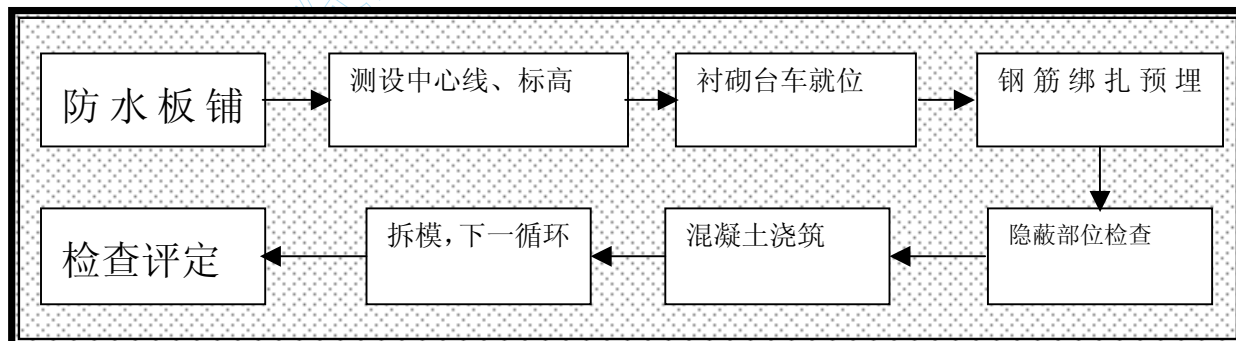 防水板铺
测设中心线、标高
衬砌台车就位
钢筋绑扎预埋
检查评定
拆模,下一循环
混凝土浇筑
隐蔽部位检查